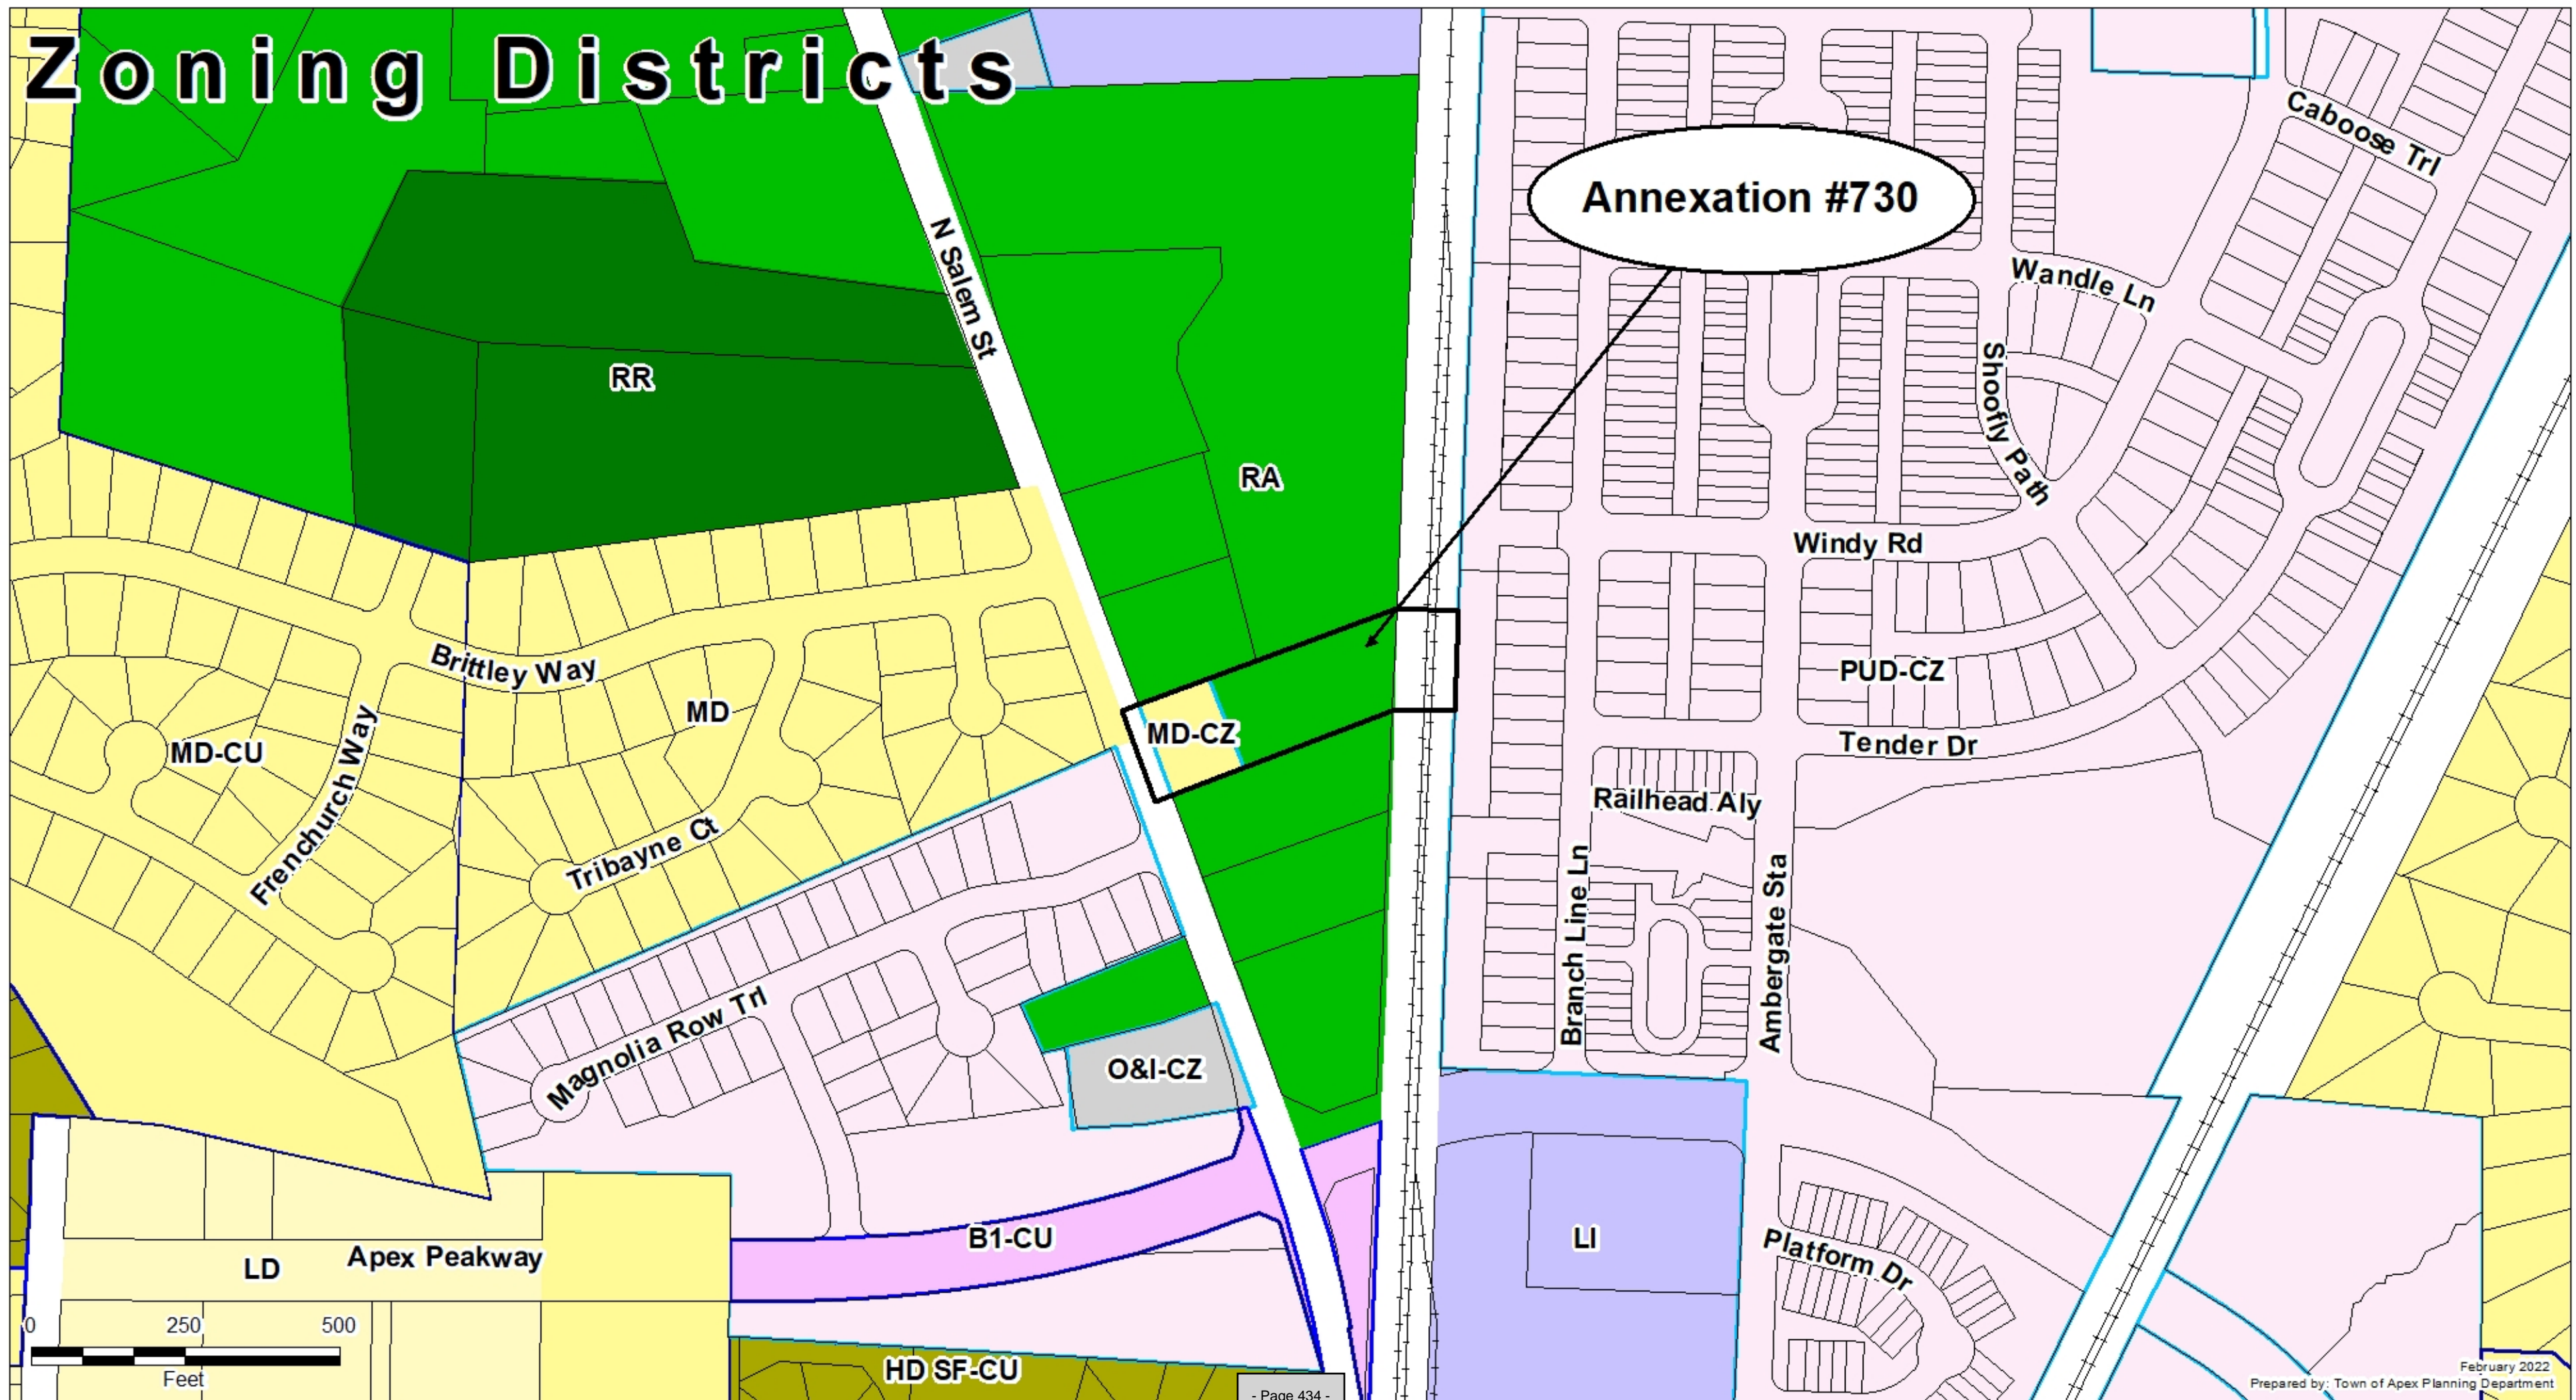 Zoning Districts
Caboose Trl
Annexation #730
N Salem St
Wandle Ln
RR
Shoofly Path
RA
Windy Rd
Brittley Way
PUD-CZ
MD
MD-CZ
MD-CU
Tender Dr
Frenchurch Way
Railhead Aly
Tribayne Ct
Branch Line Ln
Ambergate Sta
Magnolia Row Trl
O&I-CZ
B1-CU
LI
Apex Peakway
LD
Platform Dr
0 250 500
Feet
HD SF-CU
February 2022
Prepared by: Town of Apex Planning Department
- Page 434 -